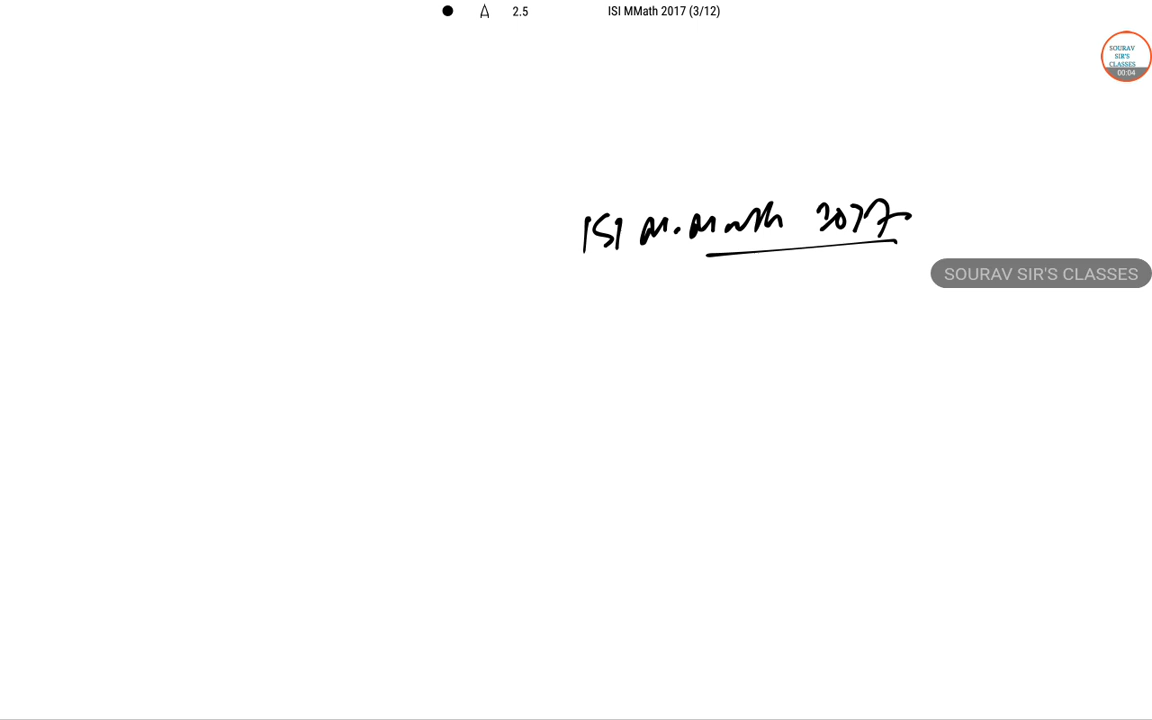 2.5 ISI MMath 2017 (3/12)
SOURAV
SIR'S
CLASSES
00:04
ISI M.Math 2017
SOURAV SIR'S CLASSES